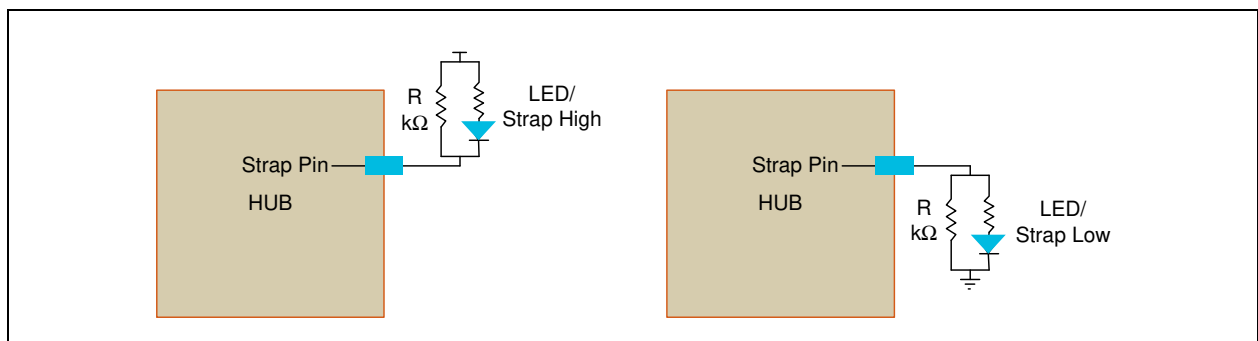 R
kΩ
LED/
Strap High
Strap Pin
HUB
Strap Pin
HUB
R
kΩ
LED/
Strap Low